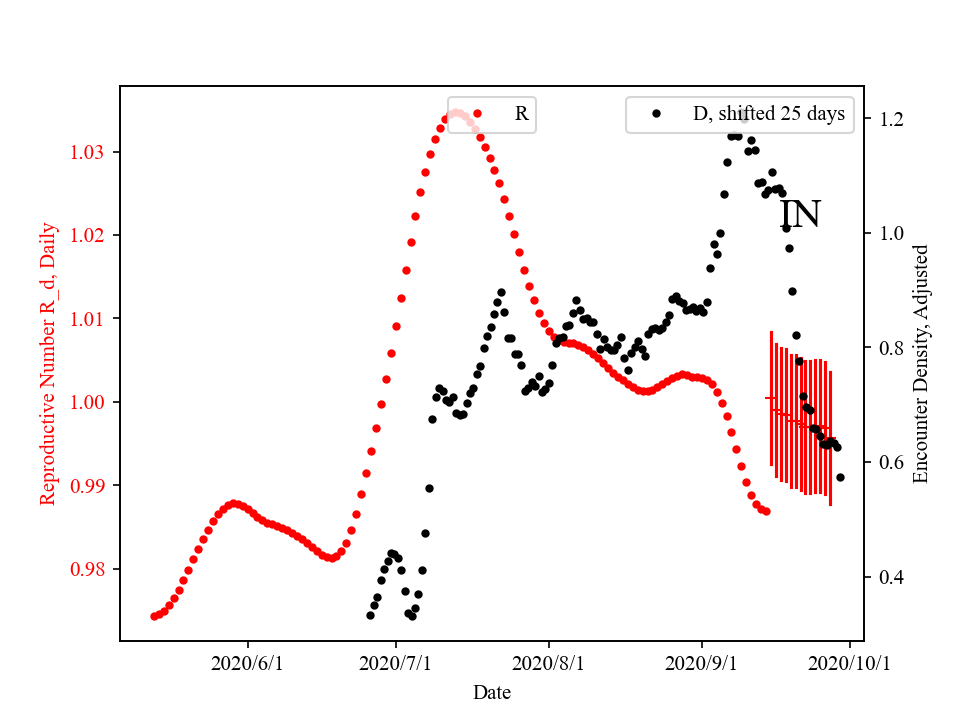 R
D, shifted 25 days
IN
Reproductive Number R_d, Daily
1.03
1.02
1.01
1.00
0.99
0.98
1.2
1.0
0.8
0.6
0.4
Encounter Density, Adjusted
2020/6/1
2020/7/1
2020/8/1
2020/9/1
2020/10/1
Date